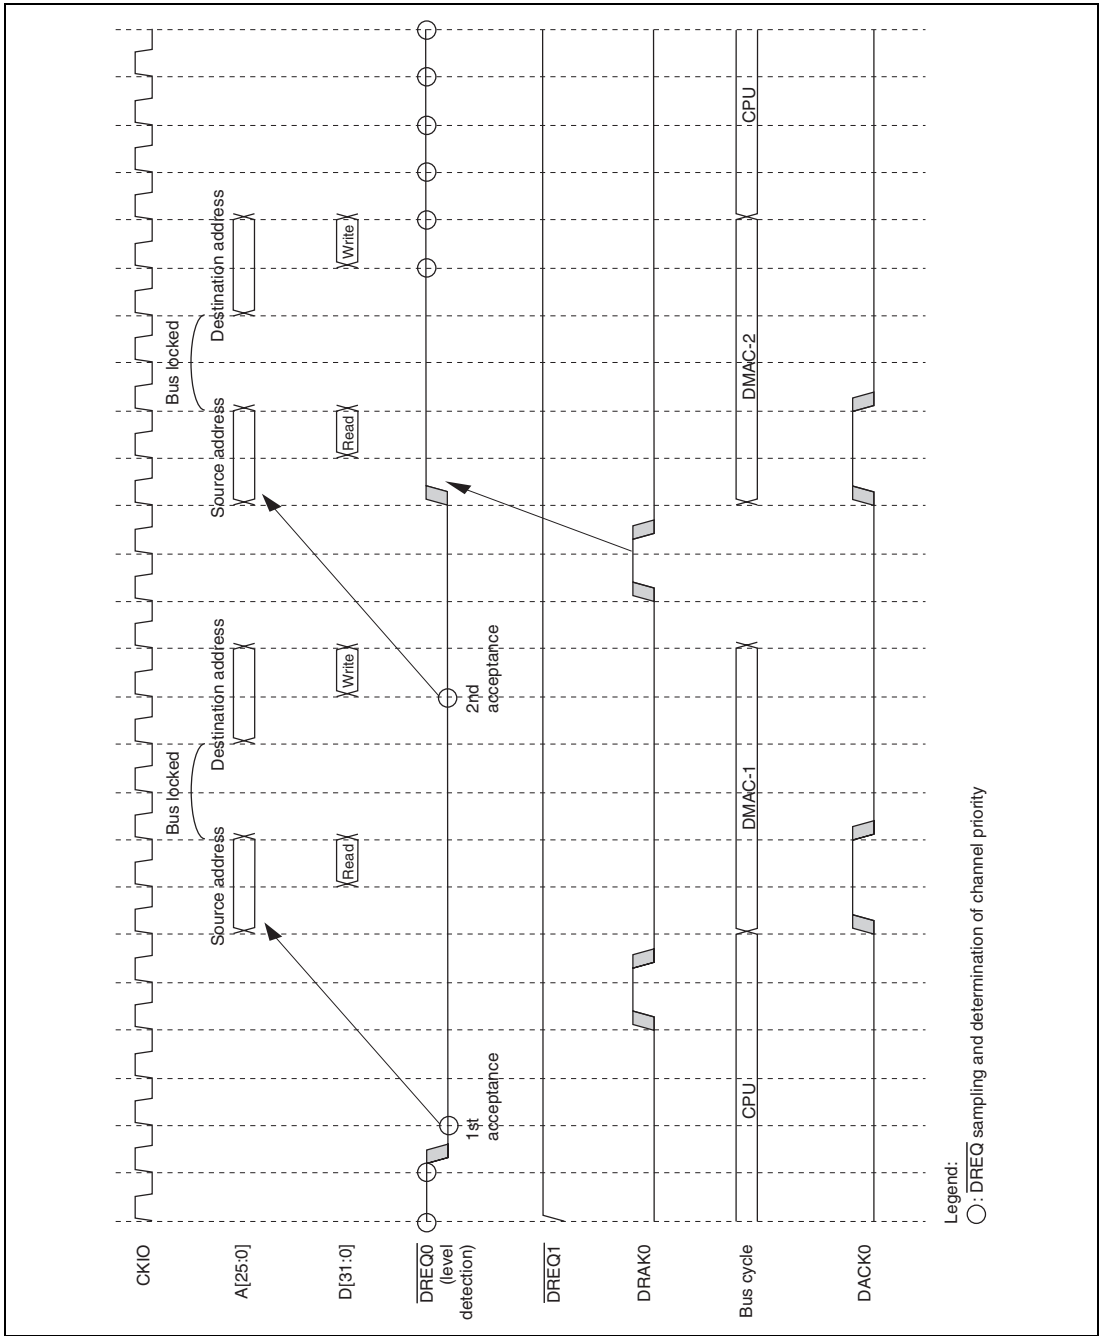 CKIO
Source address
Bus locked
Destination address
Source address
Bus locked
Destination address
A[25:0]
Read
Write
Read
Write
D[31:0]
DREQ0
(level
detection)
1st
acceptance
2nd
acceptance
DREQ1
DRAK0
Bus cycle
CPU
DMAC-1
DMAC-2
CPU
DACK0
Legend:
: DREQ sampling and determination of channel priority